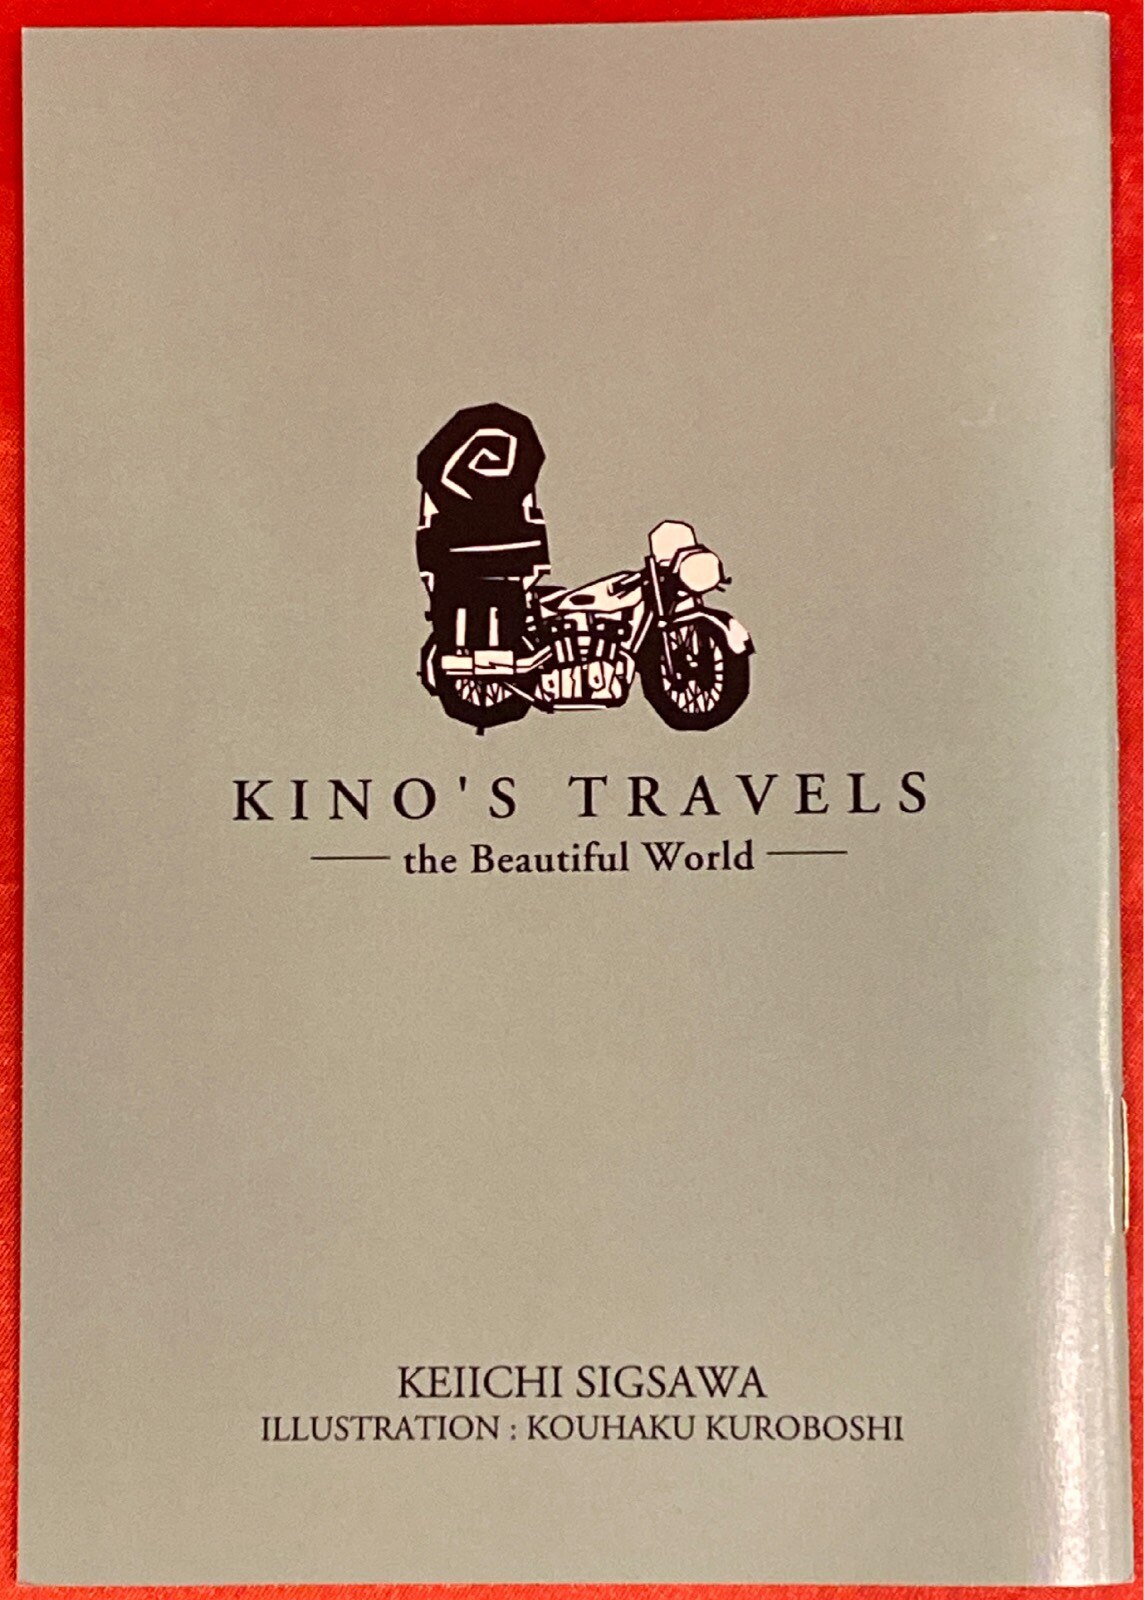 KINO'S TRAVELS
the Beautiful World
KEIICHI SIGSAWA
ILLUSTRATION : KOUHAKU KUROBOSHI